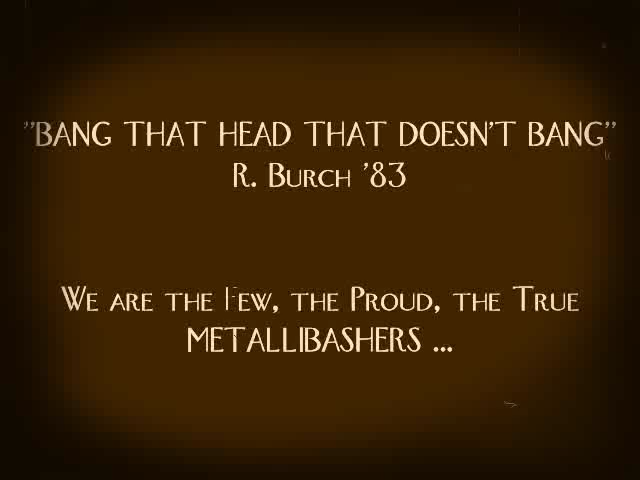 "BANG THAT HEAD THAT DOESN'T BANG"
R. BURCH '83
WE ARE THE FEW, THE PROUD, THE TRUE
METALLIBASHERS ...